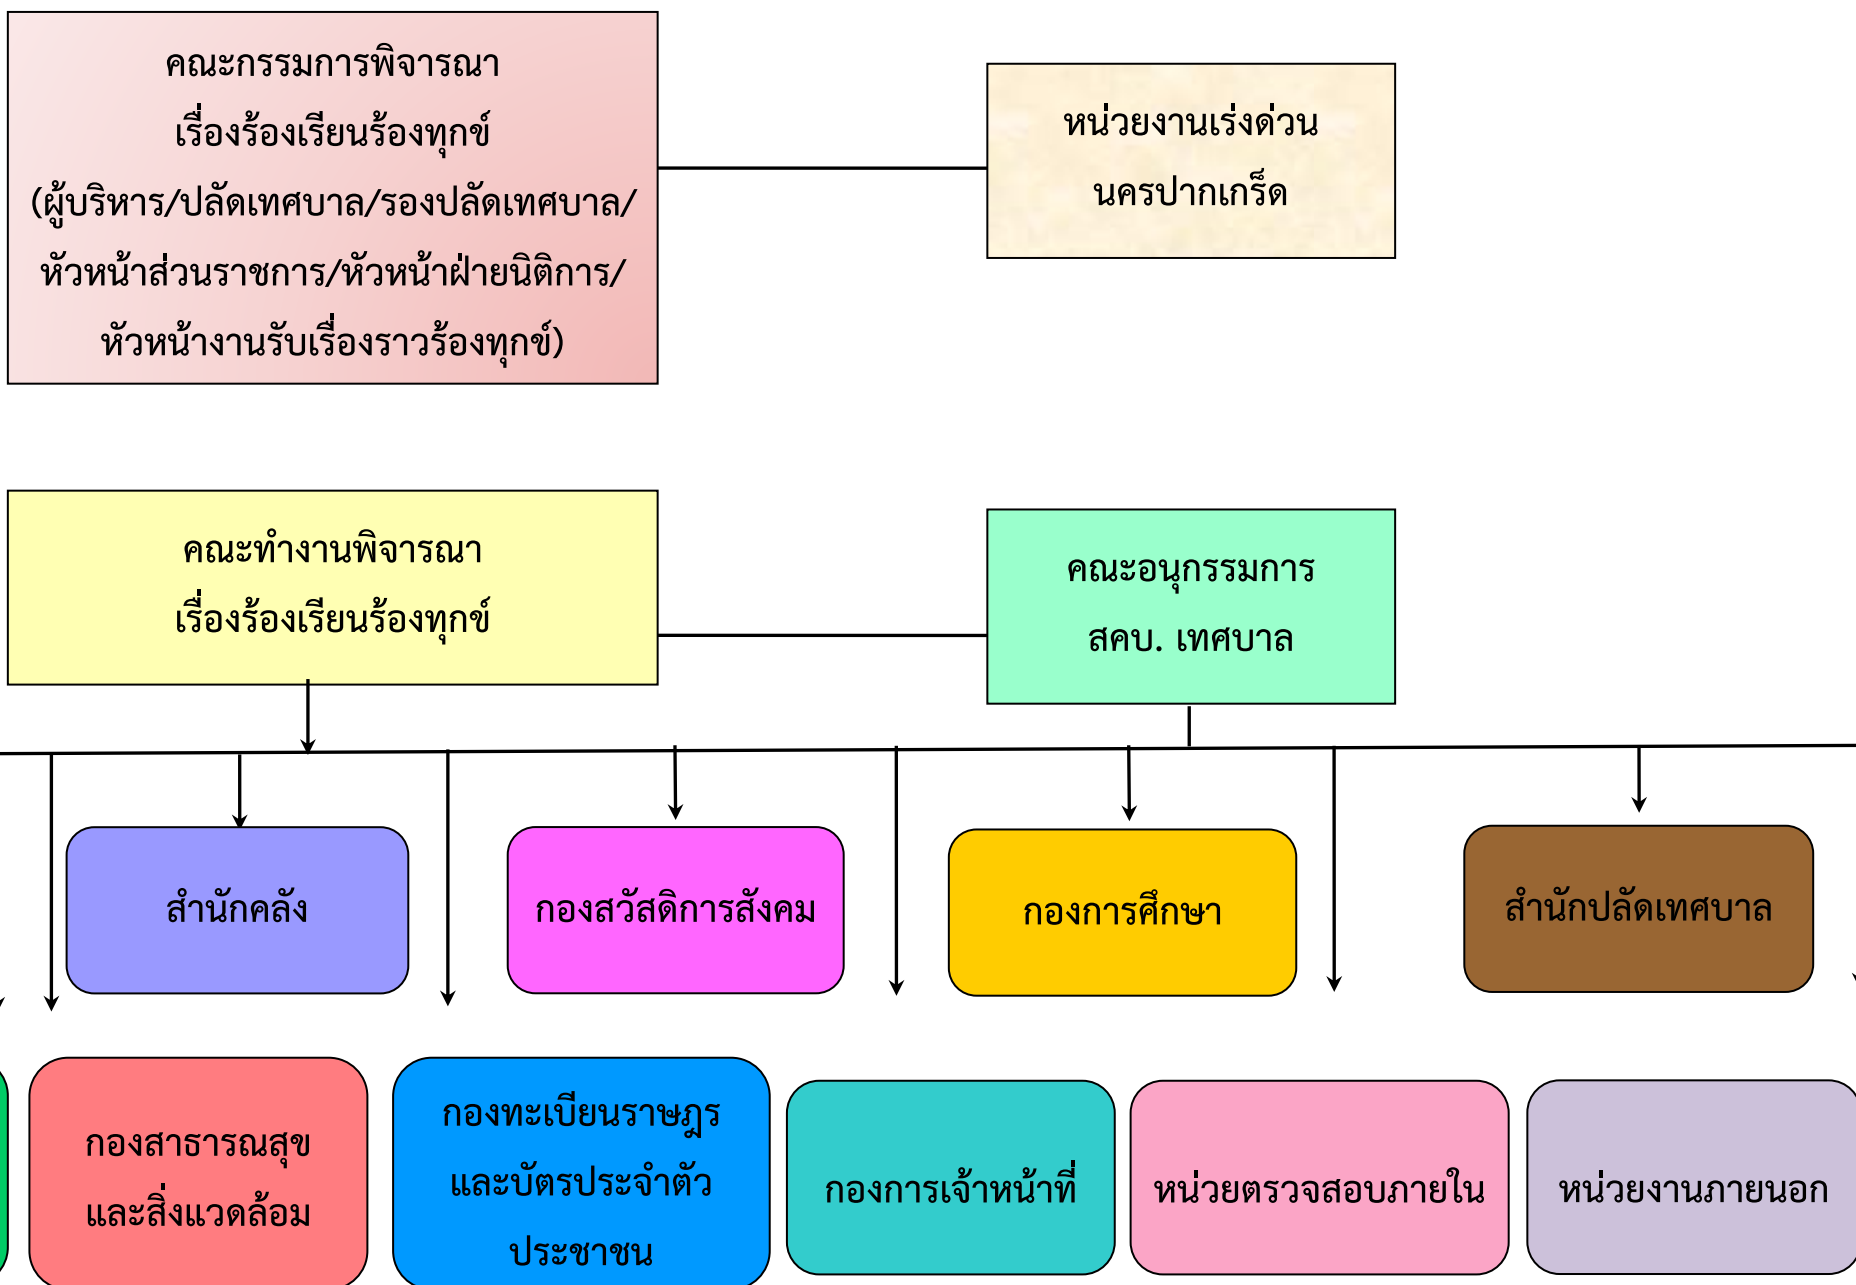 คณะกรรมการพิจารณา
เรื่องร้องเรียนร้องทุกข์
(ผู้บริหาร/ปลัดเทศบาล/รองปลัดเทศบาล/
หัวหน้าส่วนราชการ/หัวหน้าฝ่ายนิติการ/
หัวหน้างานรับเรื่องราวร้องทุกข์)
หน่วยงานเร่งด่วน
นครปากเกร็ด
คณะทำงานพิจารณา
เรื่องร้องเรียนร้องทุกข์
คณะอนุกรรมการ
สคบ. เทศบาล
สำนักคลัง
กองสวัสดิการสังคม
กองการศึกษา
สำนักปลัดเทศบาล
กองสาธารณสุข
และสิ่งแวดล้อม
กองทะเบียนราษฎร
และบัตรประจำตัว
ประชาชน
กองการเจ้าหน้าที่
หน่วยตรวจสอบภายใน
หน่วยงานภายนอก